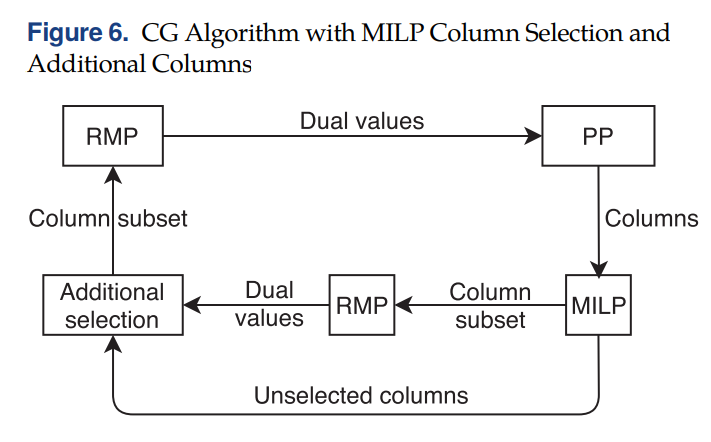 Figure 6. CG Algorithm with MILP Column Selection and
Additional Columns
Dual values
RMP
PP
Column subset
Columns
Additional
selection
Dual
values
RMP
Column
subset
MILP
Unselected columns